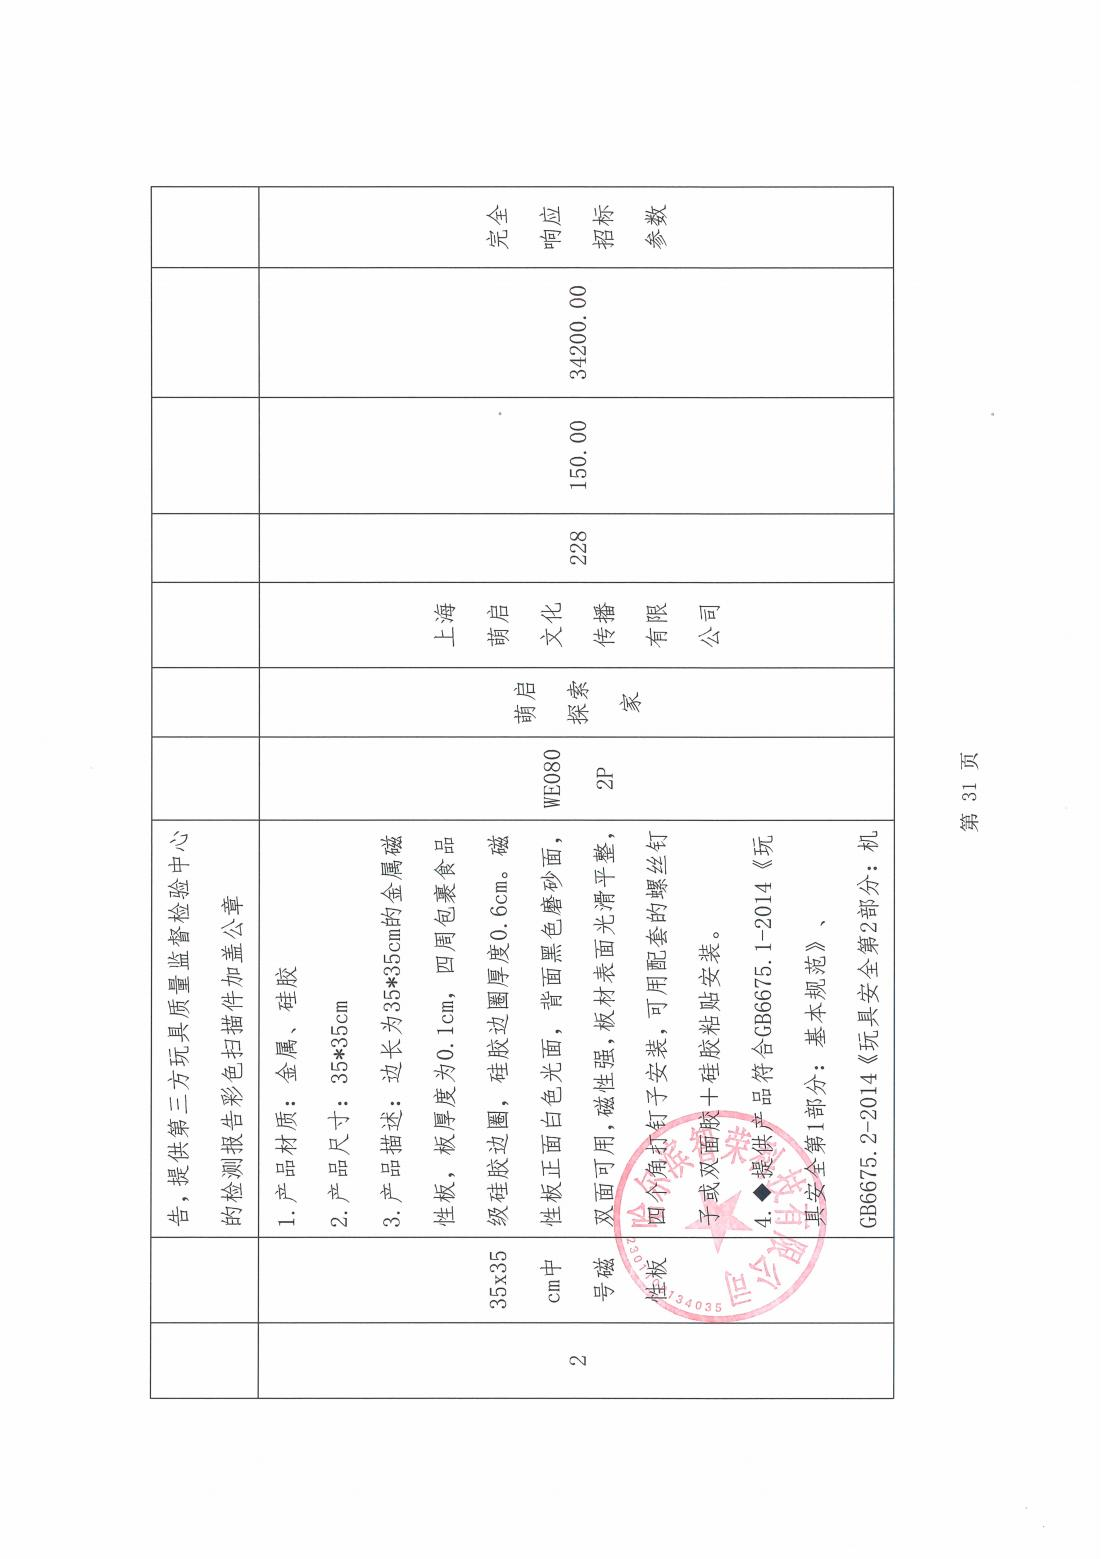 告，提供第三方玩具质量监督检验中心
的检测报告彩色扫描件加盖公章
2
35x35
cm中
号磁
性板
1.产品材质：金属、硅胶
2.产品尺寸：35*35cm
3.产品描述：边长为35*35cm的金属磁
性板，板厚度为0.1cm，四周包裹食品
级硅胶边圈，硅胶边圈厚度0.6cm。磁
性板正面白色光面，背面黑色磨砂面，
双面可用，磁性强，板材表面光滑平整，
四个角打钉子安装，可用配套的螺丝钉
子或双面胶＋硅胶粘贴安装。
4.◆提供产品符合GB6675.1-2014《玩
具安全第1部分：基本规范》、
GB6675.2-2014《玩具安全第2部分：机
WE080
2P
萌启
探索
家
上海
萌启
文化
传播
有限
公司
228
150.00
34200.00
完全
响应
招标
参数
哈尔滨智荣科技有限公司
第 31 页